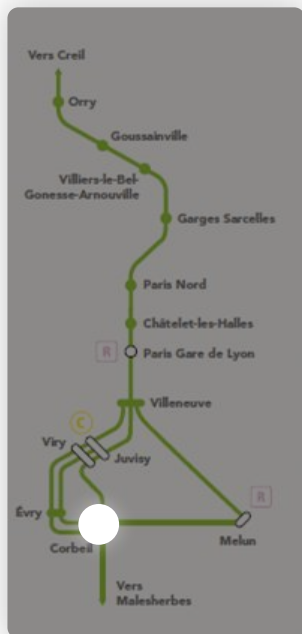 Vers Creil
Orry
Goussainville
Villiers-le-Bel-
Gonesse-Arnouville
Garges Sarcelles
Paris Nord
Châtelet-les-Halles
R
Paris Gare de Lyon
Villeneuve
C
Viry
Juvisy
R
Évry
Corbeil
Melun
Vers
Malesherbes